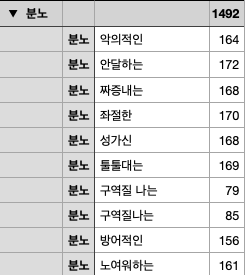 ▼ 분노 1492
분노 악의적인 164
분노 안달하는 172
분노 짜증내는 168
분노 좌절한 170
분노 성가신 168
분노 툴툴대는 169
분노 구역질 나는 79
분노 구역질나는 85
분노 방어적인 156
분노 노여워하는 161